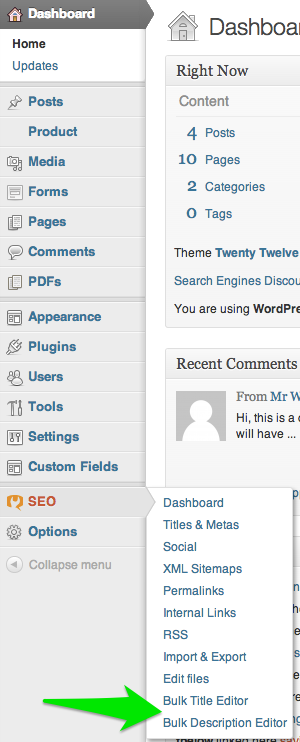 Dashboard
Home
Updates
Posts
Product
Media
Forms
Pages
Comments
PDFs
Appearance
Plugins
Users
Tools
Settings
Custom Fields
SEO
Options
Collapse menu
Dashboar
Right Now
Content
4 Posts
10 Pages
2 Categories
0 Tags
Theme Twenty Twelve
Search Engines Discou
You are using WordPre
Recent Comments
From Mr W
Hi, this is a c
will have ...
Dashboard
Titles & Metas
Social
XML Sitemaps
Permalinks
Internal Links
RSS
Import & Export
Edit files
Bulk Title Editor
Bulk Description Editor